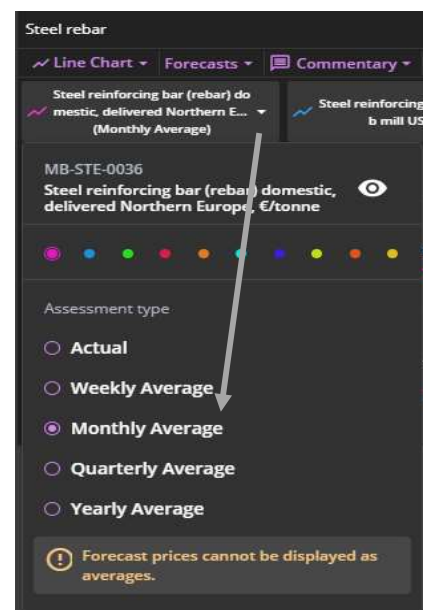 Steel rebar
Line Chart Forecasts Commentary
Steel reinforcing bar (rebar) do
mestic, delivered Northern E...
(Monthly Average)
Steel reinforcing
b mill US
MB-STE-0036
Steel reinforcing bar (rebar) domestic,
delivered Northern Europe, €/tonne
Assessment type
Actual
Weekly Average
Monthly Average
Quarterly Average
Yearly Average
Forecast prices cannot be displayed as
averages.